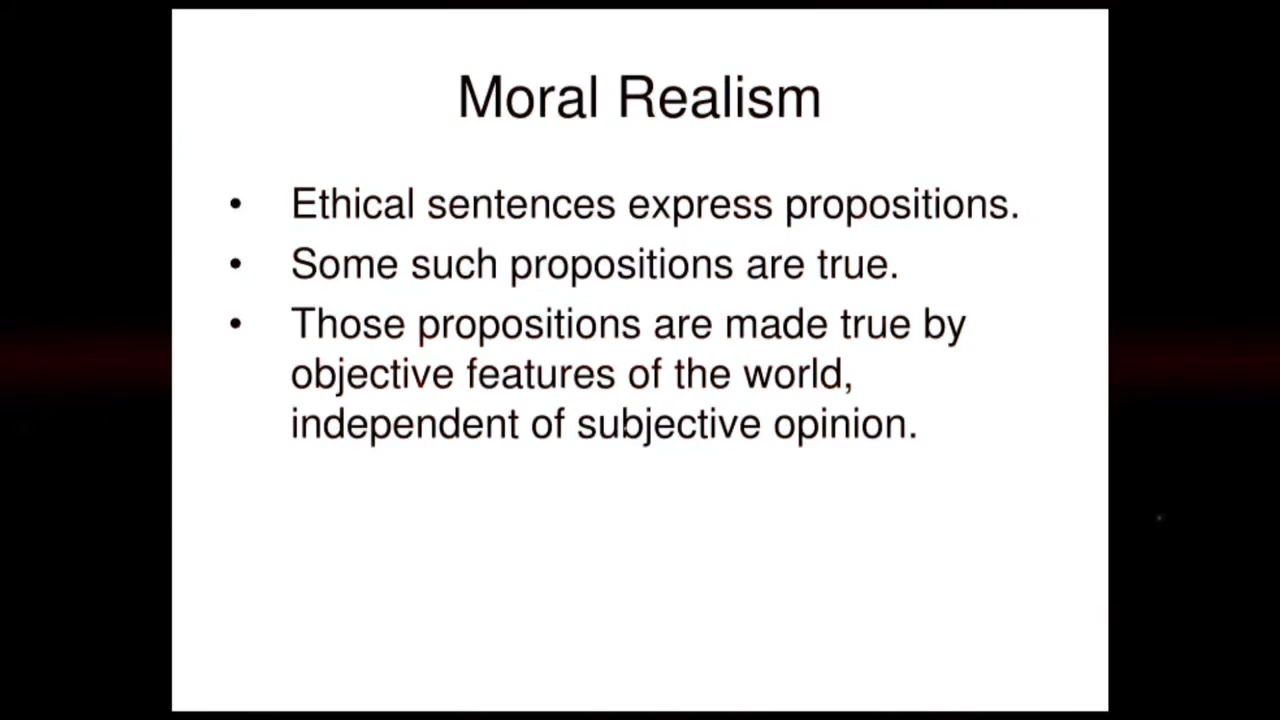 Moral Realism
• Ethical sentences express propositions.
• Some such propositions are true.
• Those propositions are made true by
objective features of the world,
independent of subjective opinion.